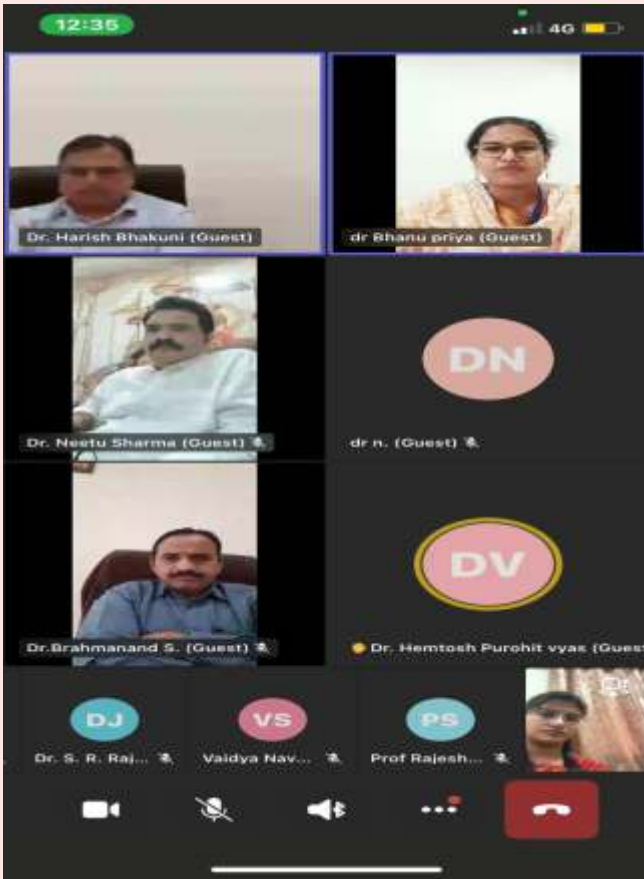 12:35
4G
Dr. Harish Bhakuni (Guest)
dr Bhanu priya (Guest)
Dr. Neetu Sharma (Guest)
DN
dr n. (Guest)
Dr.Brahmanand S. (Guest)
DV
Dr. Hemtosh Purohit vyas (Gues
DJ
Dr. S. R. Raj...
VS
Vaidya Nav...
PS
Prof Rajesh...